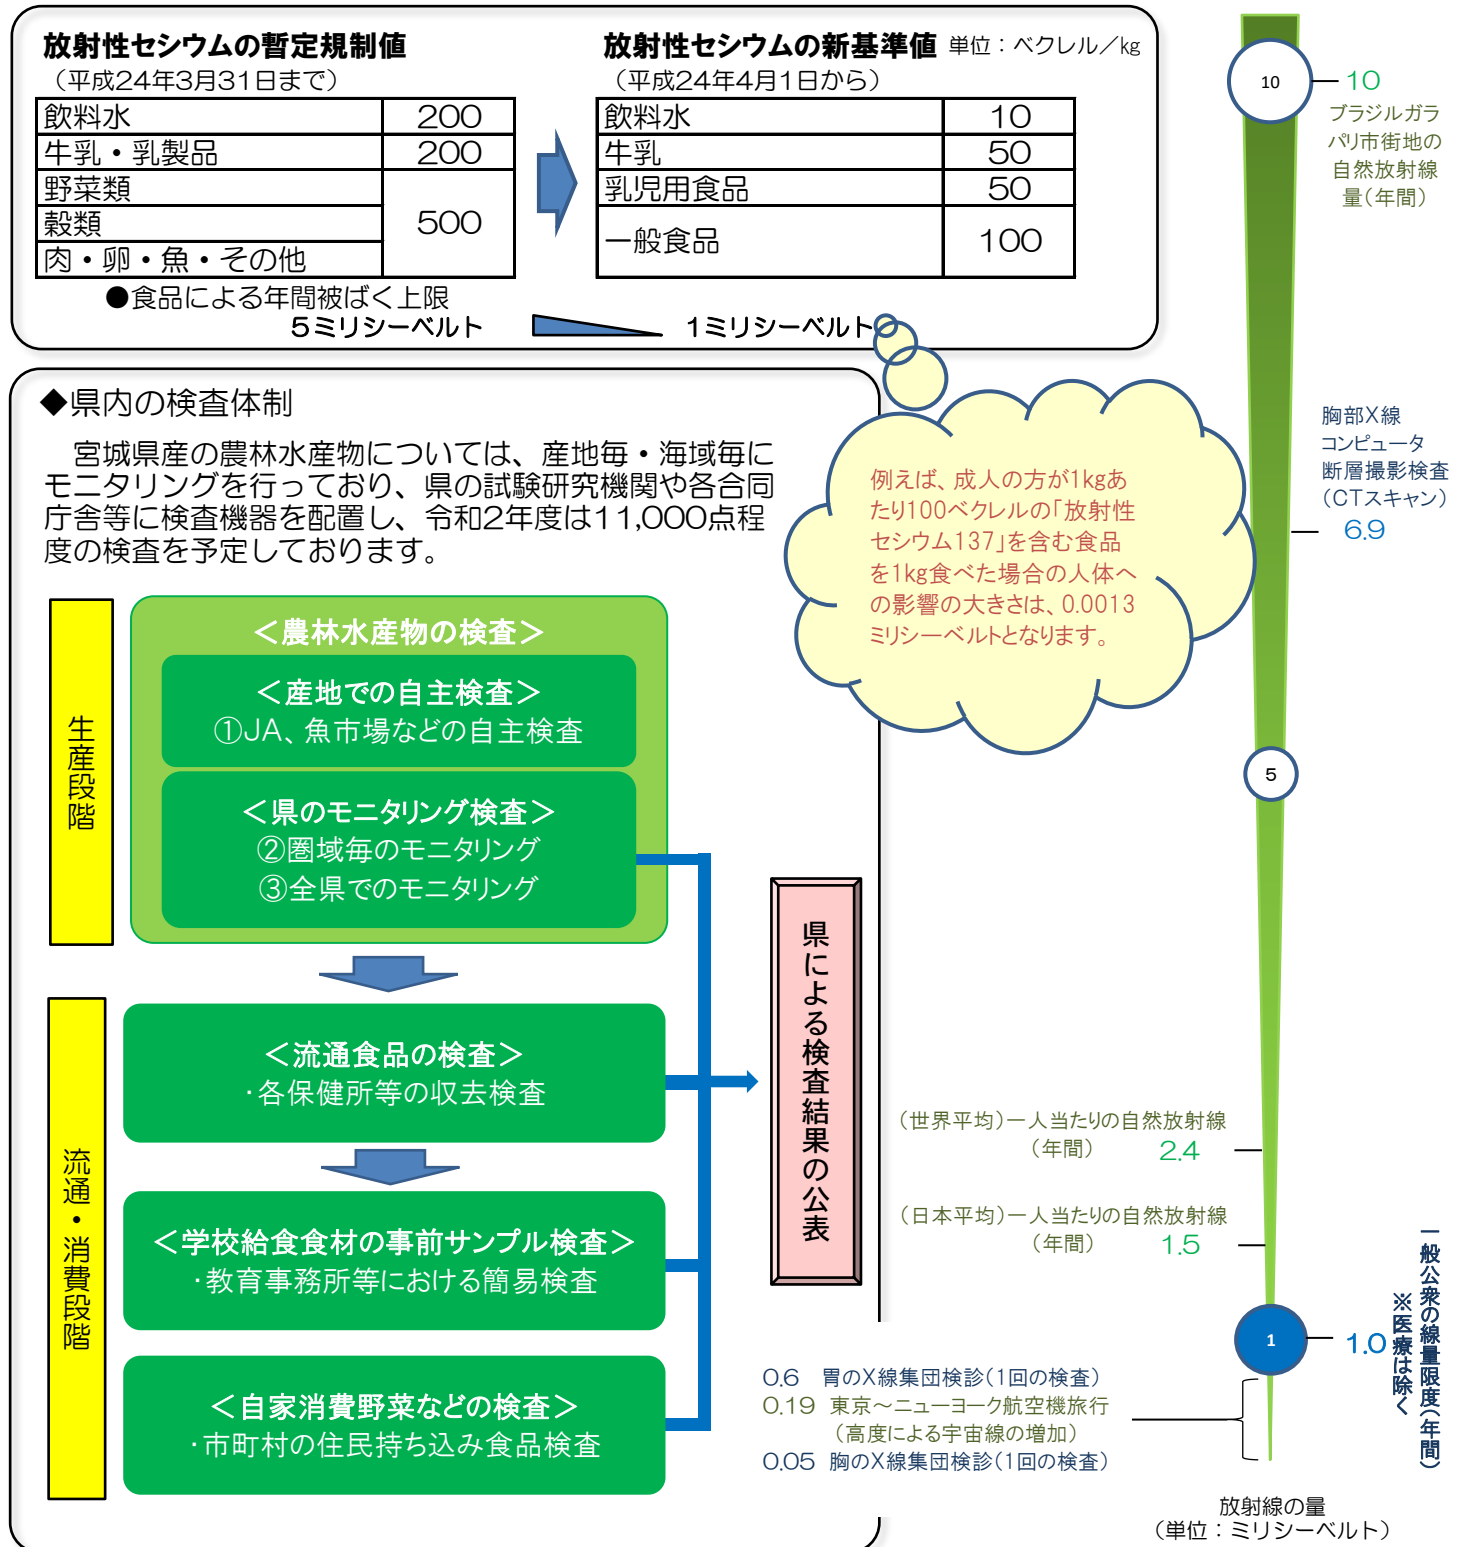 放射性セシウムの暫定規制値
（平成24年3月31日まで）
飲料水 200
牛乳・乳製品 200
野菜類
穀類 500
肉・卵・魚・その他
放射性セシウムの新基準値 単位：ベクレル／kg
（平成24年4月1日から）
飲料水 10
牛乳 50
乳児用食品 50
一般食品 100
●食品による年間被ばく上限
5ミリシーベルト 1ミリシーベルト
◆県内の検査体制
宮城県産の農林水産物については、産地毎・海域毎に
モニタリングを行っており、県の試験研究機関や各合同
庁舎等に検査機器を配置し、令和2年度は11,000点程
度の検査を予定しております。
例えば、成人の方が1kgあ
たり100ベクレルの「放射性
セシウム137」を含む食品
を1kg食べた場合の人体へ
の影響の大きさは、0.0013
ミリシーベルトとなります。
生産段階
＜農林水産物の検査＞
＜産地での自主検査＞
①JA、魚市場などの自主検査
＜県のモニタリング検査＞
②圏域毎のモニタリング
③全県でのモニタリング
流通・消費段階
＜流通食品の検査＞
・各保健所等の収去検査
＜学校給食食材の事前サンプル検査＞
・教育事務所等における簡易検査
＜自家消費野菜などの検査＞
・市町村の住民持ち込み食品検査
県による検査結果の公表
10
10
ブラジルガラ
パリ市街地の
自然放射線
量（年間）
胸部X線
コンピュータ
断層撮影検査
（CTスキャン）
6.9
5
（世界平均）一人当たりの自然放射線
（年間） 2.4
（日本平均）一人当たりの自然放射線
（年間） 1.5
1
1.0
一般公衆の線量限度（年間）
※医療は除く
0.6 胃のX線集団検診（1回の検査）
0.19 東京～ニューヨーク航空機旅行
（高度による宇宙線の増加）
0.05 胸のX線集団検診（1回の検査）
放射線の量
（単位：ミリシーベルト）